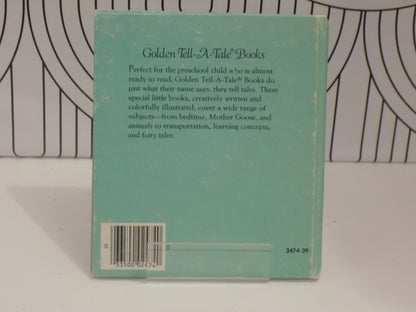 Golden Tell-A-Tale® Books
Perfect for the preschool child who is almost
ready to read, Golden Tell-A-Tale® Books do
just what their name says: they tell tales. These
special little books, creatively written and
colorfully illustrated, cover a wide range of
subjects—from bedtime, Mother Goose, and
animals to transportation, learning concepts,
and fairy tales.
0
0
2474-39